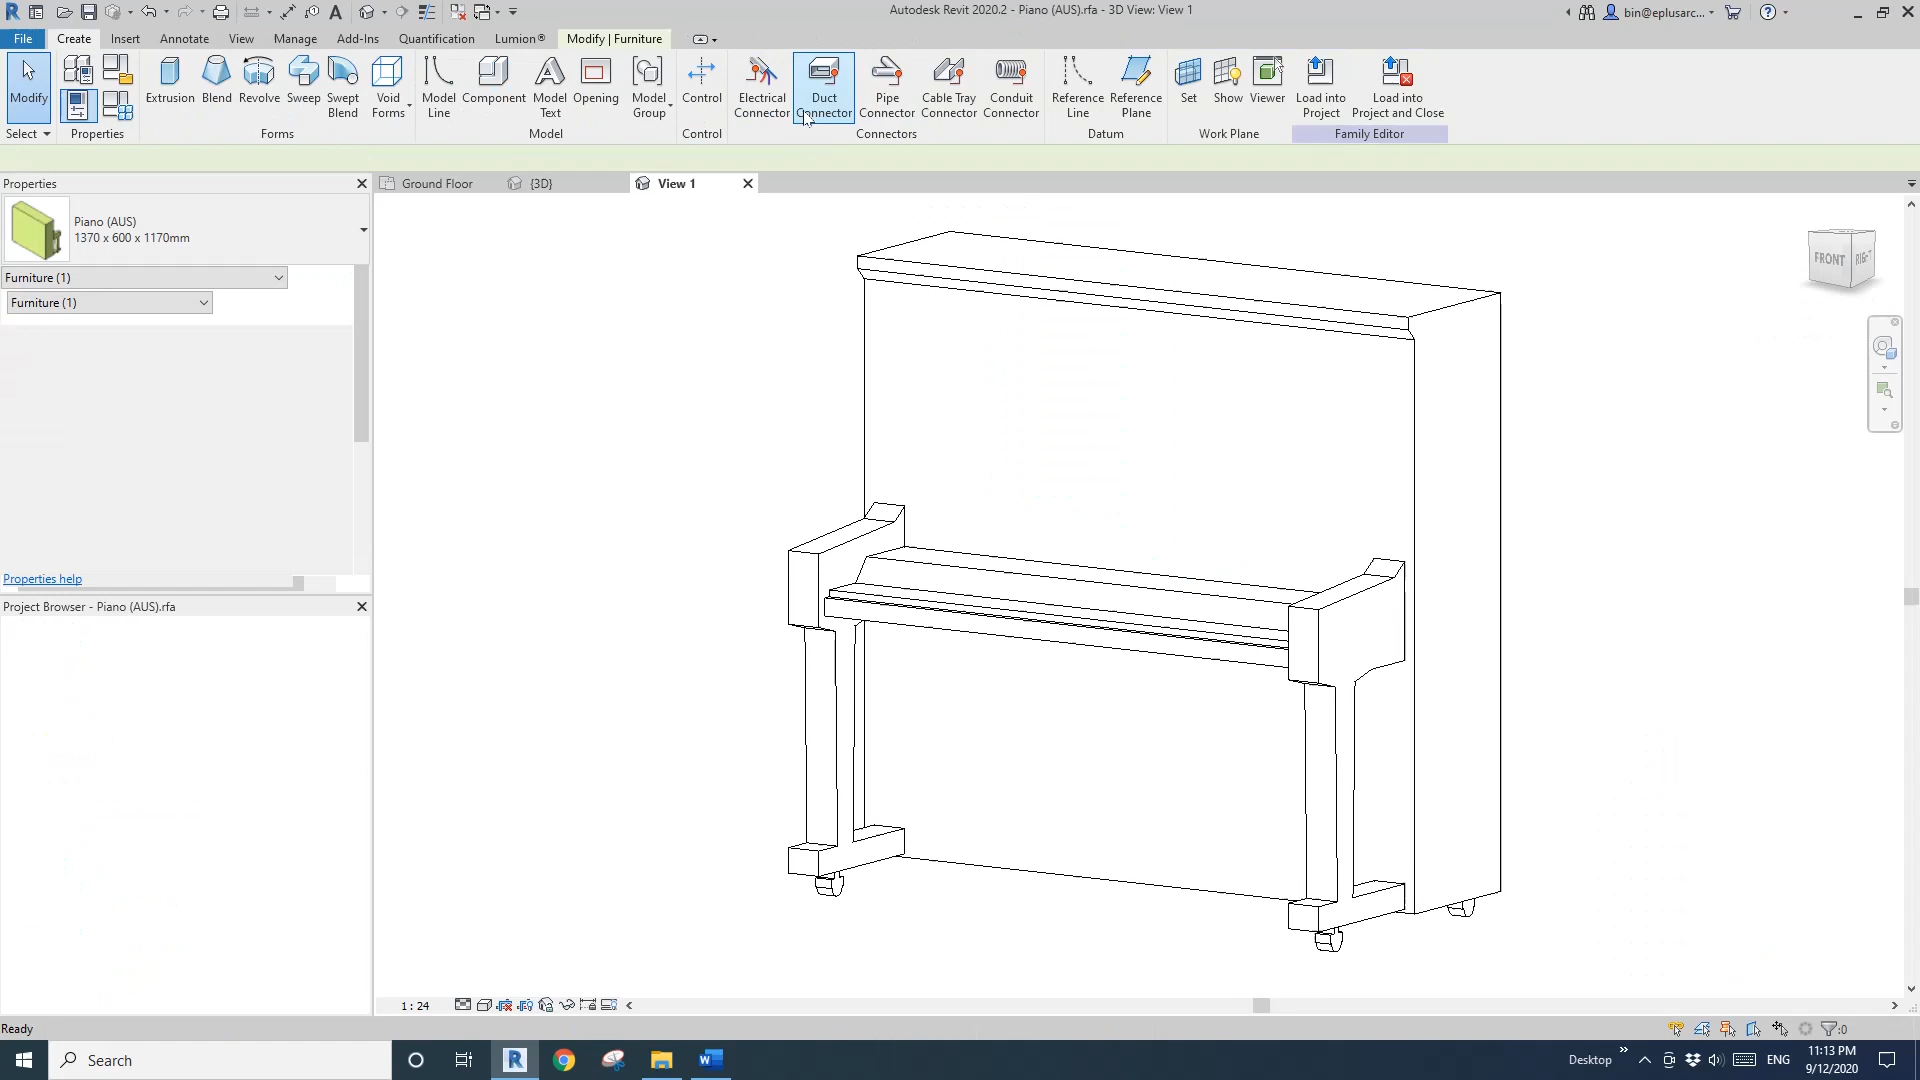 Autodesk Revit 2020.2 - Piano (AUS).rfa - 3D View: View 1
bin@eplusarc...
File Create Insert Annotate View Manage Add-Ins Quantification Lumion® Modify | Furniture
Modify Extrusion Blend Revolve Sweep Swept Blend Void Forms Model Line Component Model Text Opening Model Group Control Electrical Connector Duct Connector Pipe Connector Cable Tray Connector Conduit Connector Reference Line Reference Plane Set Show Viewer Load into Project Load into Project and Close
Select Properties Forms Model Control Connectors Datum Work Plane Family Editor
Properties
Ground Floor {3D} View 1
Piano (AUS)
1370 x 600 x 1170mm
Furniture (1)
Furniture (1)
FRONT RIGHT
Properties help
Project Browser - Piano (AUS).rfa
1 : 24
Ready
:0
Search
Desktop
ENG
11:13 PM
9/12/2020